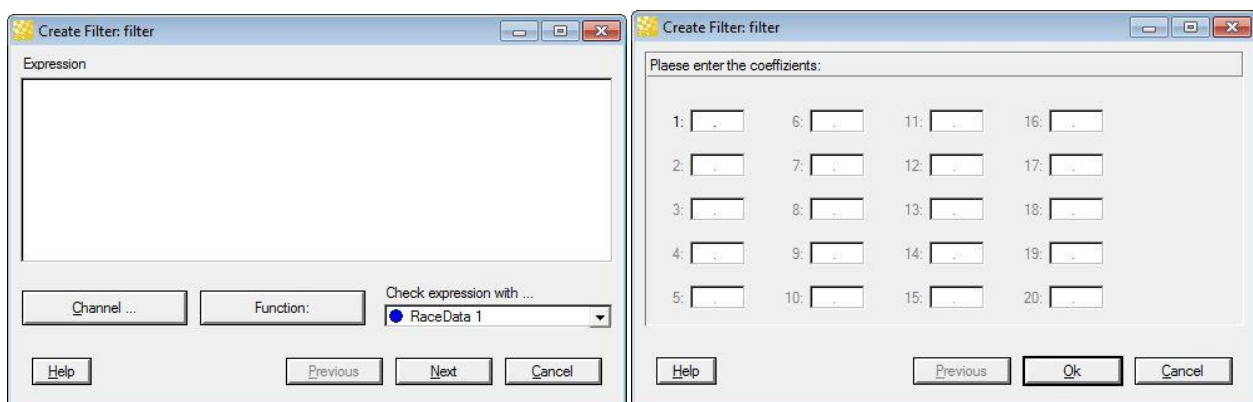 Create Filter: filter
Expression
Channel ...
Function:
Check expression with ...
RaceData 1
Help
Previous
Next
Cancel
Create Filter: filter
Plaese enter the coeffizients:
1: . 6: . 11: . 16: .
2: . 7: . 12: . 17: .
3: . 8: . 13: . 18: .
4: . 9: . 14: . 19: .
5: . 10: . 15: . 20: .
Help
Previous
Ok
Cancel